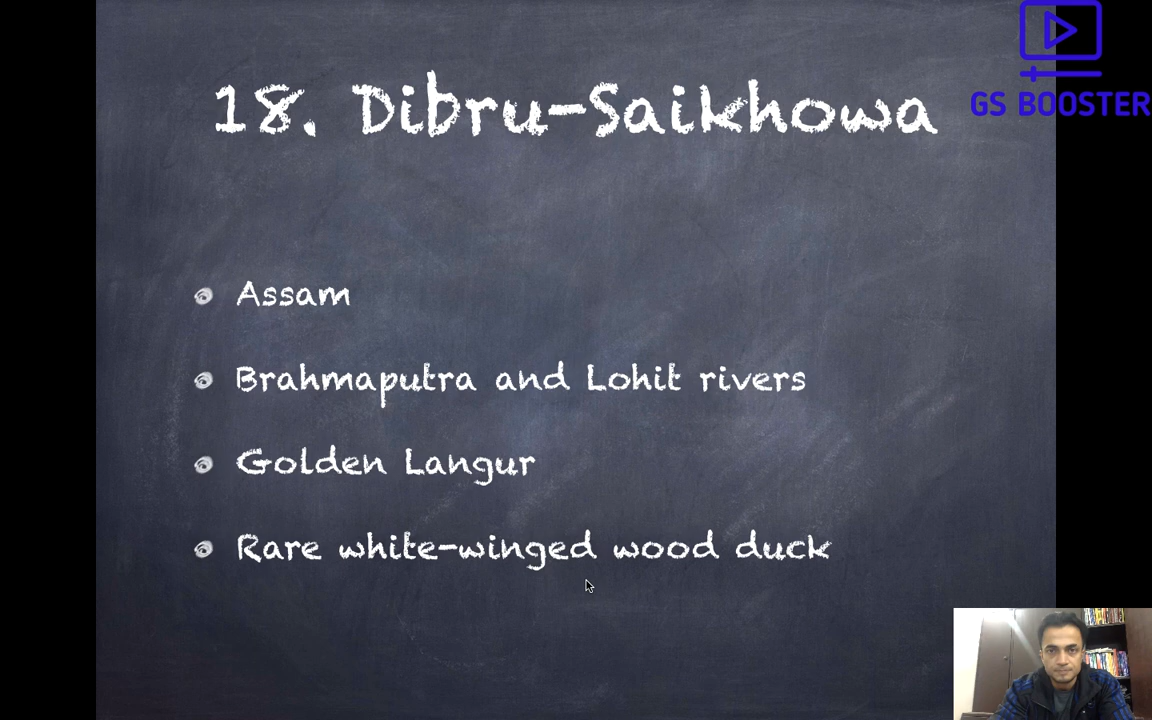 GS BOOSTER
18. Dibru-Saikhowa
Assam
Brahmaputra and Lohit rivers
Golden Langur
Rare white-winged wood duck